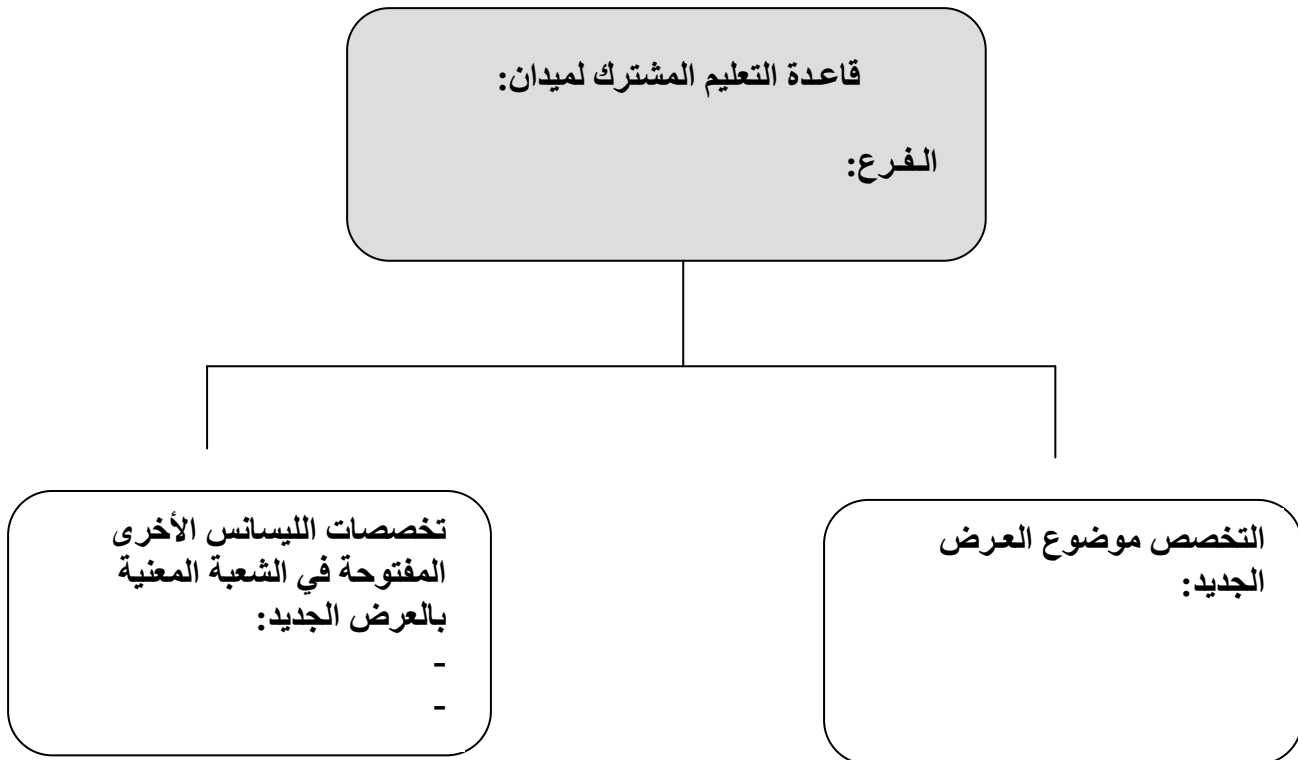 قاعدة التعليم المشترك لميدان:
الفرع:
التخصص موضوع العرض
الجديد:
تخصصات الليسانس الأخرى
المفتوحة في الشعبة المعنية
بالعرض الجديد:
-
-